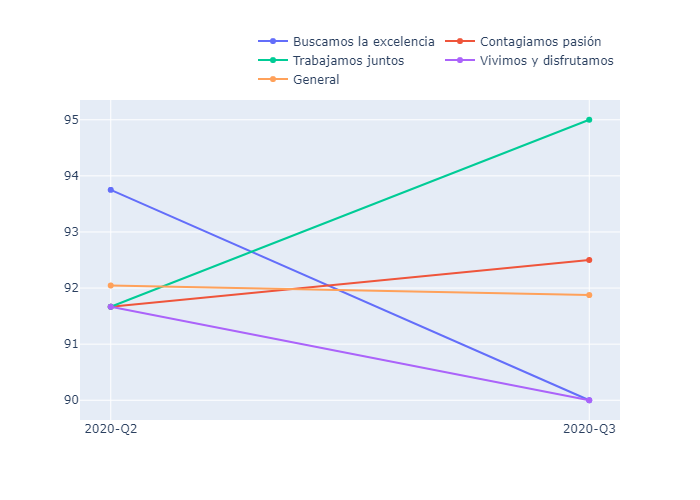 Buscamos la excelencia Contagiamos pasión
Trabajamos juntos Vivimos y disfrutamos
General
95
94
93
92
91
90
2020-Q2 2020-Q3